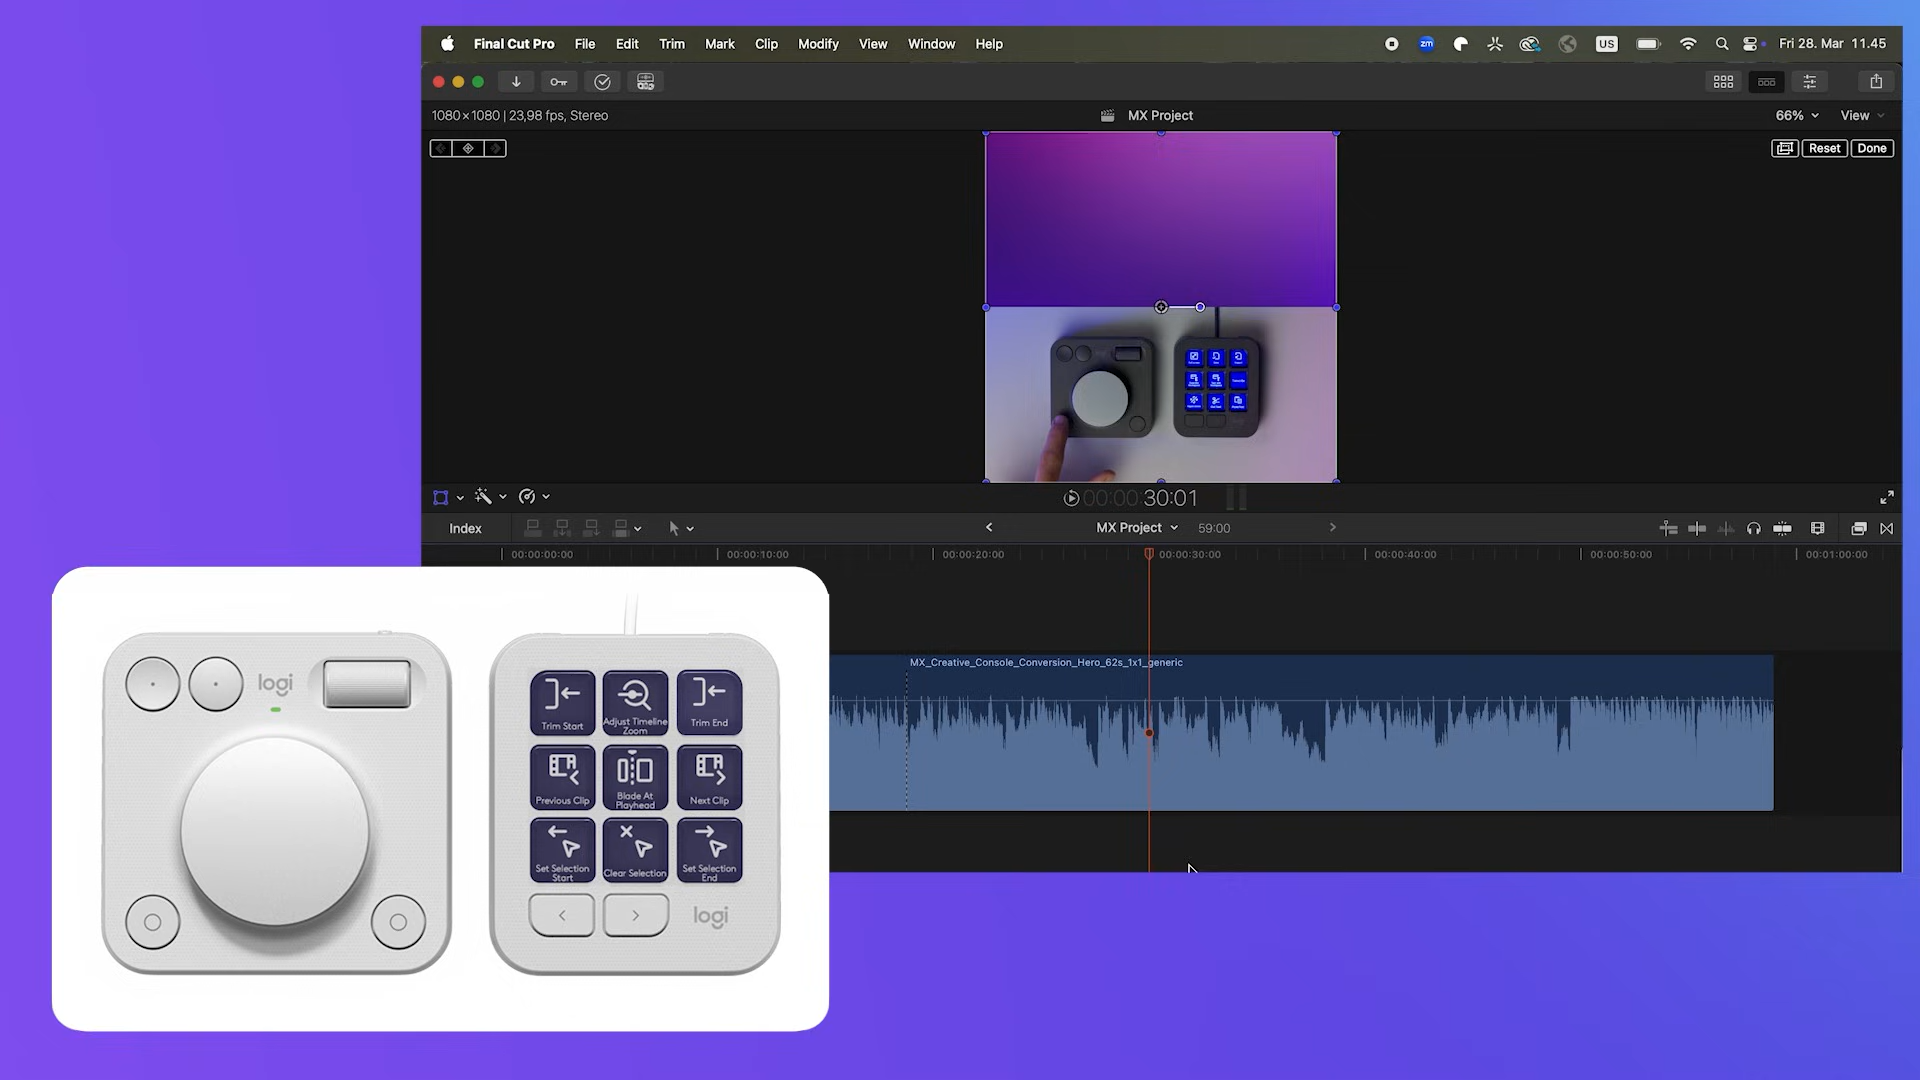 Final Cut Pro File Edit Trim Mark Clip Modify View Window Help zm US Fri 28. Mar 11.45
1080×1080 | 23,98 fps, Stereo MX Project 66% View
Reset Done
00:00:00:30:01
Index MX Project 59:00
00:00:00:00 00:00:10:00 00:00:20:00 00:00:30:00 00:00:40:00 00:00:50:00 00:01:00:00
MX_Creative_Console_Conversion_Hero_62s_1x1_generic
logi
Trim Start
Adjust Timeline
Zoom
Trim End
Previous Clip
Blade At
Playhead
Next Clip
Set Selection
Start
Clear Selection
Set Selection
End
logi